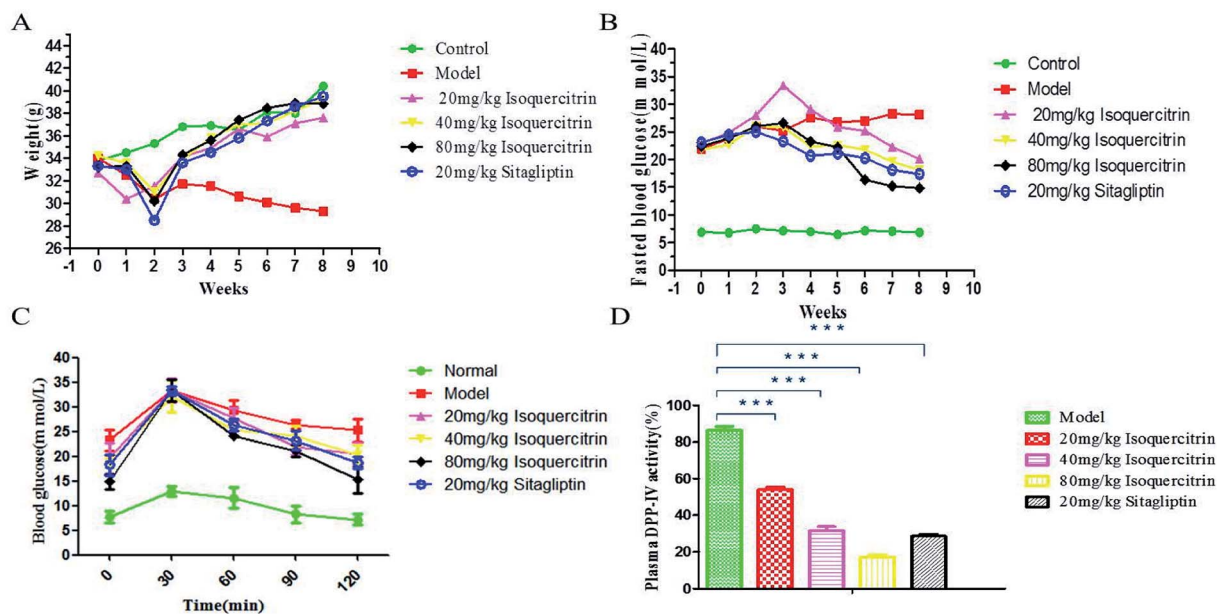 A
W eight(g)
44
42
40
38
36
34
32
30
28
26
-1 0 1 2 3 4 5 6 7 8 9 10
Weeks
Control
Model
20mg/kg Isoquercitrin
40mg/kg Isoquercitrin
80mg/kg Isoquercitrin
20mg/kg Sitagliptin
B
Fasted blood glucose(m mol/L)
40
35
30
25
20
15
10
5
0
-1 0 1 2 3 4 5 6 7 8 9 10
Weeks
Control
Model
20mg/kg Isoquercitrin
40mg/kg Isoquercitrin
80mg/kg Isoquercitrin
20mg/kg Sitagliptin
C
Blood glucose(m mol/L)
40
35
30
25
20
15
10
5
0
0 30 60 90 120
Time(min)
Normal
Model
20mg/kg Isoquercitrin
40mg/kg Isoquercitrin
80mg/kg Isoquercitrin
20mg/kg Sitagliptin
D
* * *
* * *
* * *
* * *
Plasma DPP-IV activity(%)
100
80
60
40
20
0
Model
20mg/kg Isoquercitrin
40mg/kg Isoquercitrin
80mg/kg Isoquercitrin
20mg/kg Sitagliptin